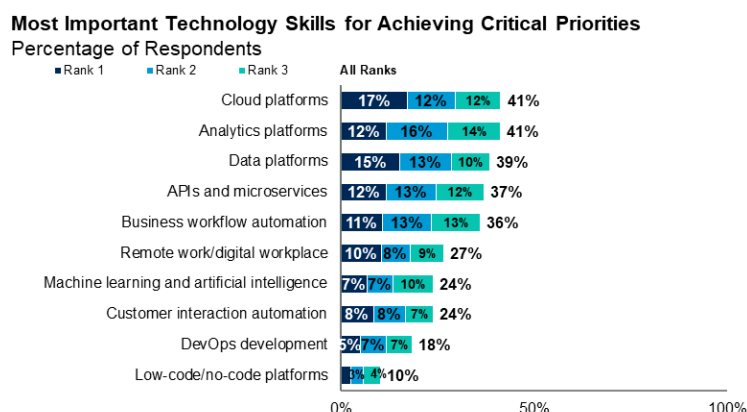 Most Important Technology Skills for Achieving Critical Priorities
Percentage of Respondents
Rank 1 Rank 2 Rank 3 All Ranks
Cloud platforms 17% 12% 12% 41%
Analytics platforms 12% 16% 14% 41%
Data platforms 15% 13% 10% 39%
APIs and microservices 12% 13% 12% 37%
Business workflow automation 11% 13% 13% 36%
Remote work/digital workplace 10% 8% 9% 27%
Machine learning and artificial intelligence 7% 7% 10% 24%
Customer interaction automation 8% 8% 7% 24%
DevOps development 5% 7% 7% 18%
Low-code/no-code platforms 3% 4% 10%
0% 50% 100%